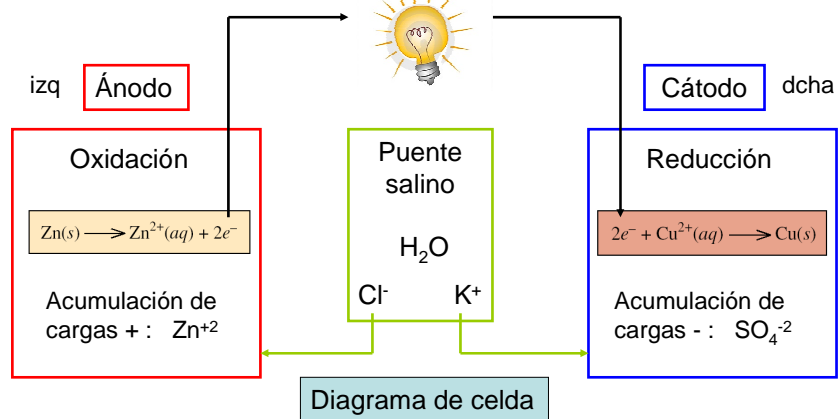 izq
Ánodo
Cátodo
dcha
Oxidación
Zn(s) ⟶ Zn²⁺(aq) + 2e⁻
Acumulación de
cargas + : Zn⁺²
Puente
salino
H₂O
Cl⁻ K⁺
Reducción
2e⁻ + Cu²⁺(aq) ⟶ Cu(s)
Acumulación de
cargas - : SO₄⁻²
Diagrama de celda